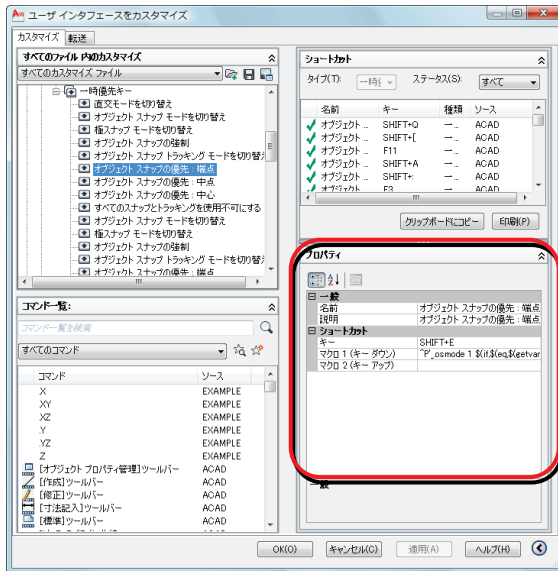 ユーザ インタフェースをカスタマイズ
カスタマイズ 転送
すべてのファイル 内のカスタマイズ
すべてのカスタマイズ ファイル
一時優先キー
直交モードを切り替え
オブジェクト スナップ モードを切り替え
極スナップ モードを切り替え
オブジェクト スナップの強制
オブジェクト スナップ トラッキング モードを切り替え
オブジェクト スナップの優先 : 端点
オブジェクト スナップの優先 : 中点
オブジェクト スナップの優先 : 中心
すべてのスナップとトラッキングを使用不可にする
オブジェクト スナップ モードを切り替え
極スナップ モードを切り替え
オブジェクト スナップの強制
オブジェクト スナップ トラッキング モードを切り替え
オブジェクト スナップの優先 : 端点
コマンド一覧:
コマンド一覧を検索
すべてのコマンド
コマンド ソース
X EXAMPLE
XY EXAMPLE
XZ EXAMPLE
.Y EXAMPLE
.YZ EXAMPLE
Z EXAMPLE
[オブジェクト プロパティ管理]ツールバー ACAD
[作成]ツールバー ACAD
[修正]ツールバー ACAD
[寸法記入]ツールバー ACAD
[標準]ツールバー ACAD
ショートカット
タイプ(T): 一時 ステータス(S): すべて
名前 キー 種類 ソース
オブジェクト ... SHIFT+Q 一... ACAD
オブジェクト ... SHIFT+[ 一... ACAD
オブジェクト ... F11 一... ACAD
オブジェクト ... SHIFT+A 一... ACAD
オブジェクト ... SHIFT+: 一... ACAD
オブジェクト ... F3 一... ACAD
クリップボードにコピー 印刷(P)
プロパティ
一般
名前 オブジェクト スナップの優先 : 端点
説明 オブジェクト スナップの優先 : 端点
ショートカット
キー SHIFT+E
マクロ 1 (キー ダウン) ^P'_osmode 1 $(if,$(eq,$(getvar
マクロ 2 (キー アップ)
一般
OK(O) キャンセル(C) 適用(A) ヘルプ(H)